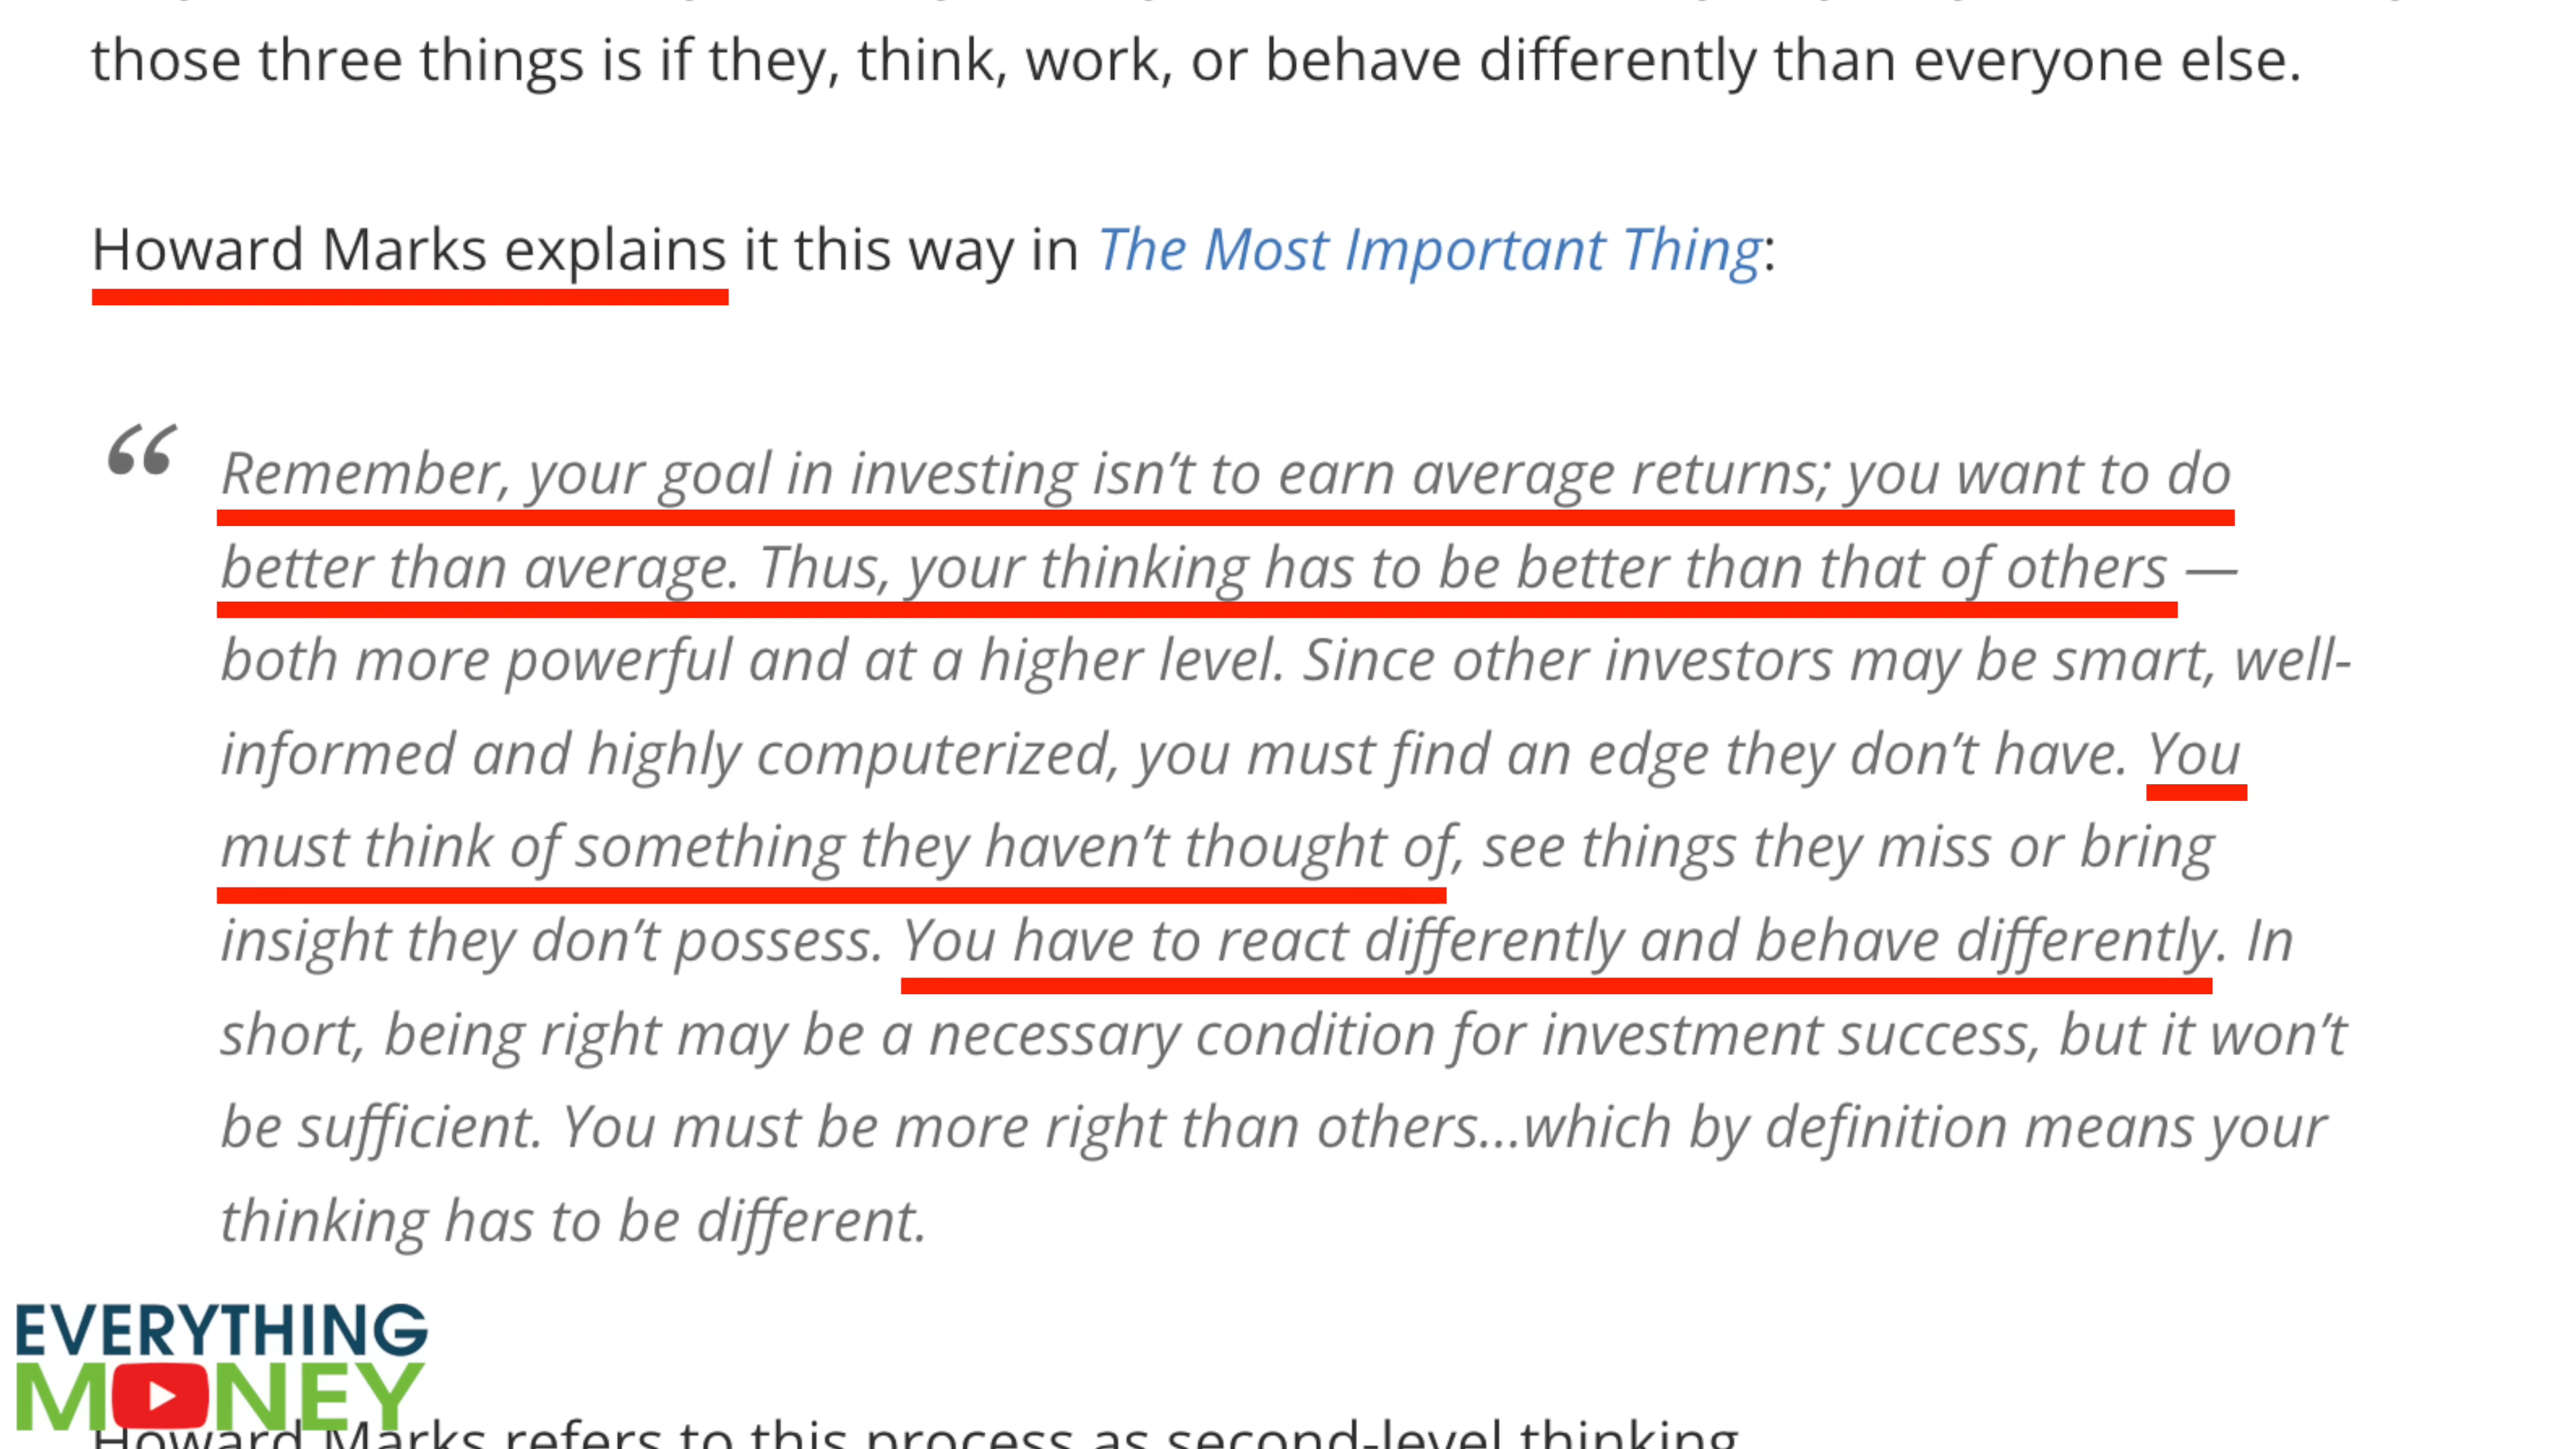 those three things is if they, think, work, or behave differently than everyone else.
Howard Marks explains it this way in The Most Important Thing:
“ Remember, your goal in investing isn’t to earn average returns; you want to do
better than average. Thus, your thinking has to be better than that of others —
both more powerful and at a higher level. Since other investors may be smart, well-
informed and highly computerized, you must find an edge they don’t have. You
must think of something they haven’t thought of, see things they miss or bring
insight they don’t possess. You have to react differently and behave differently. In
short, being right may be a necessary condition for investment success, but it won’t
be sufficient. You must be more right than others...which by definition means your
thinking has to be different.
EVERYTHING
MONEY
Howard Marks refers to this process as second-level thinking